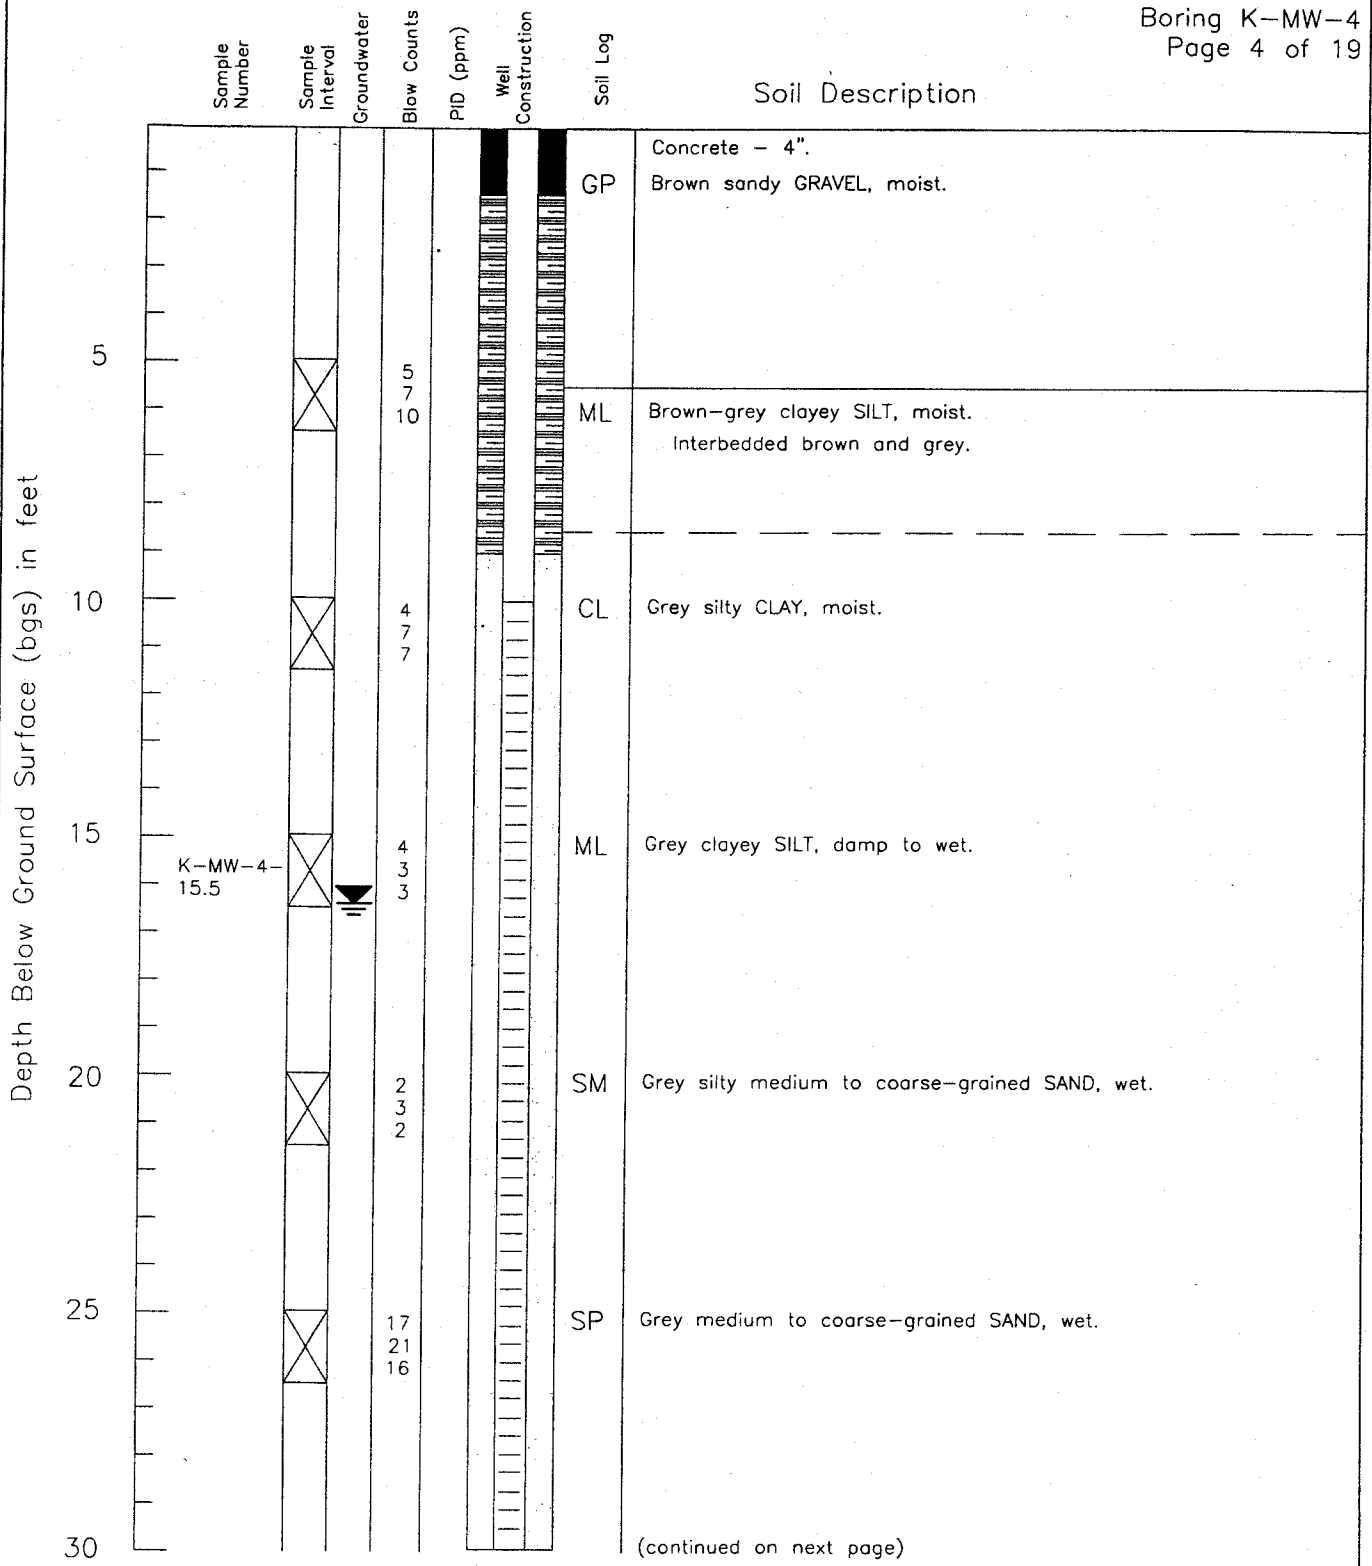 Boring K-MW-4
Page 4 of 19
Sample
Number
Sample
Interval
Groundwater
Blow Counts
PID (ppm)
Well
Construction
Soil Log
Soil Description
Depth Below Ground Surface (bgs) in feet
Concrete - 4".
GP Brown sandy GRAVEL, moist.
5
5
7
10
ML Brown-grey clayey SILT, moist.
Interbedded brown and grey.
10
4
7
7
CL Grey silty CLAY, moist.
15
K-MW-4-
15.5
4
3
3
ML Grey clayey SILT, damp to wet.
20
2
3
2
SM Grey silty medium to coarse-grained SAND, wet.
25
17
21
16
SP Grey medium to coarse-grained SAND, wet.
30
(continued on next page)